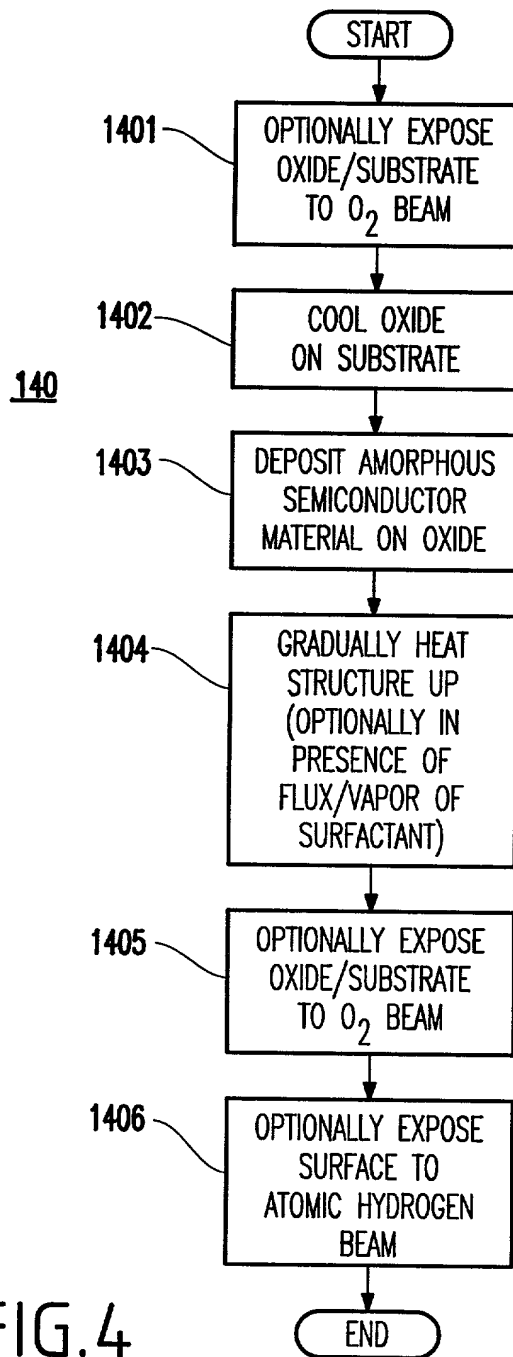 START
1401
OPTIONALLY EXPOSE
OXIDE/SUBSTRATE
TO O2 BEAM
1402
COOL OXIDE
ON SUBSTRATE
140
1403
DEPOSIT AMORPHOUS
SEMICONDUCTOR
MATERIAL ON OXIDE
1404
GRADUALLY HEAT
STRUCTURE UP
(OPTIONALLY IN
PRESENCE OF
FLUX/VAPOR OF
SURFACTANT)
1405
OPTIONALLY EXPOSE
OXIDE/SUBSTRATE
TO O2 BEAM
1406
OPTIONALLY EXPOSE
SURFACE TO
ATOMIC HYDROGEN
BEAM
END
FIG.4